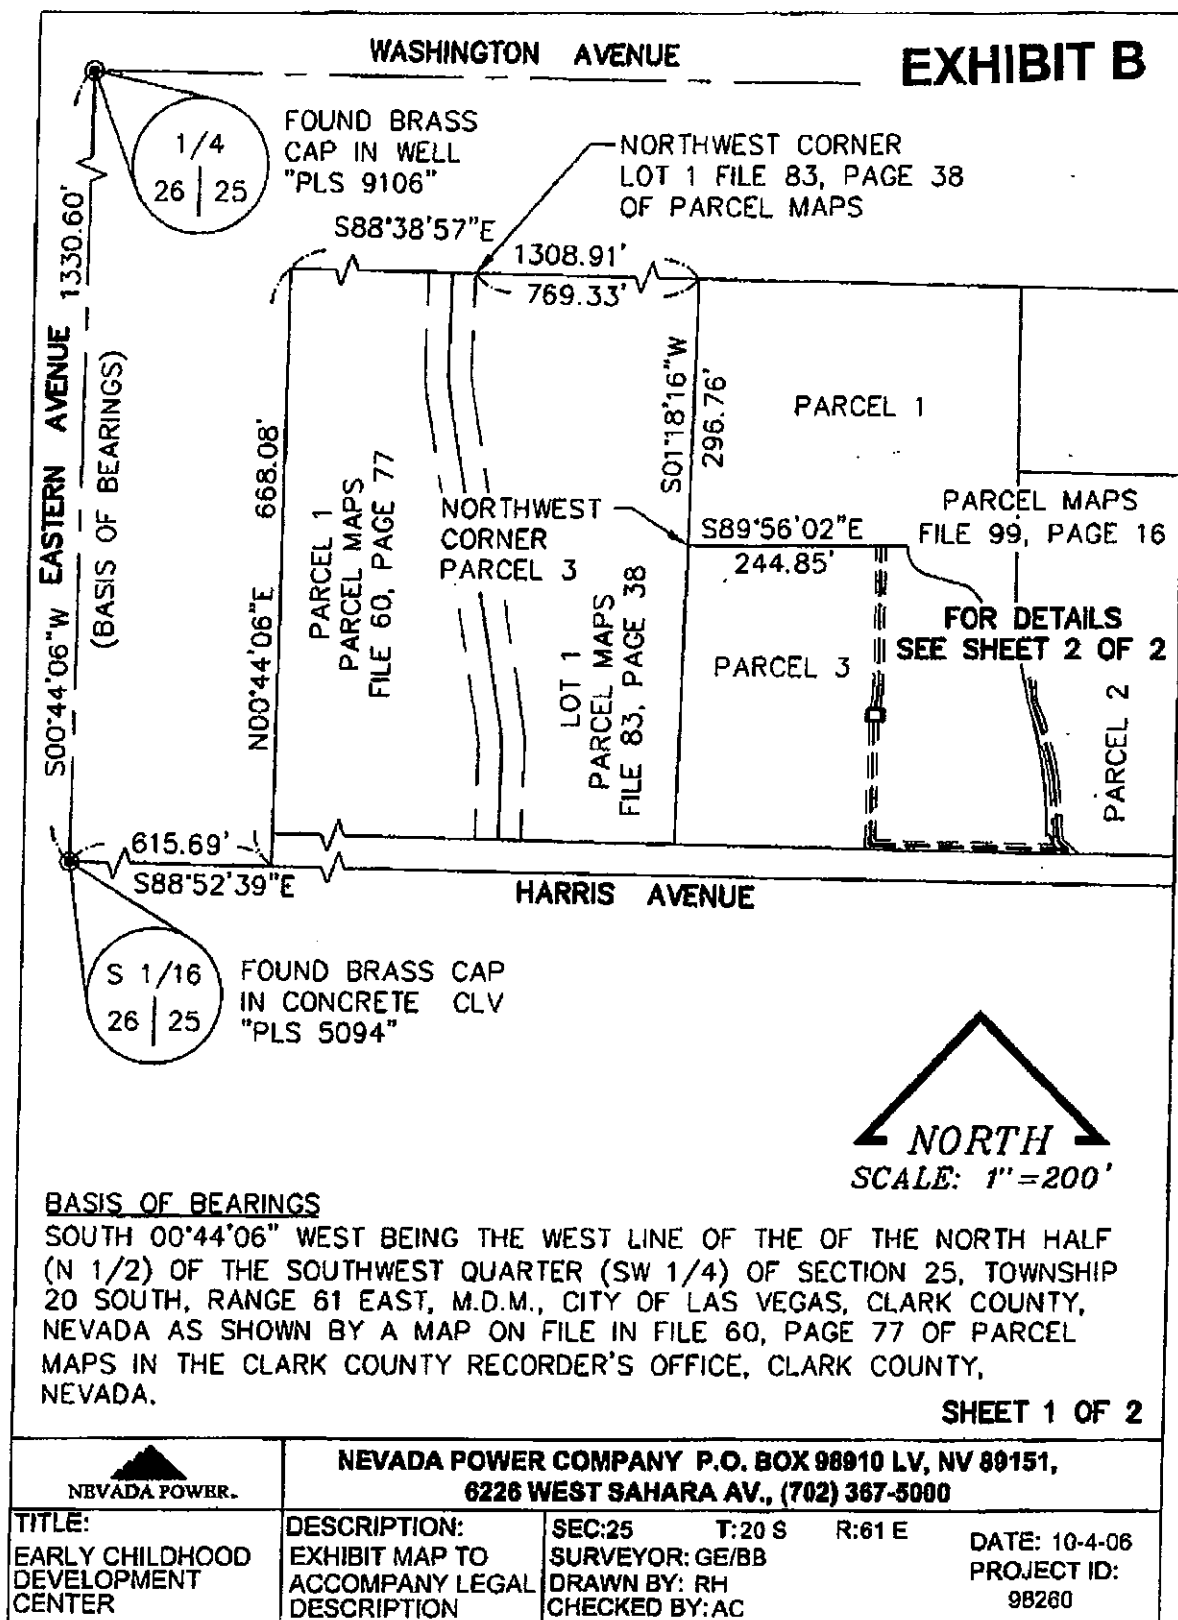 WASHINGTON AVENUE
EXHIBIT B
1/4
26 | 25
FOUND BRASS
CAP IN WELL
"PLS 9106"
NORTHWEST CORNER
LOT 1 FILE 83, PAGE 38
OF PARCEL MAPS
S88°38'57"E
1308.91'
769.33'
S00°44'06"W EASTERN AVENUE 1330.60'
(BASIS OF BEARINGS)
N00°44'06"E 668.08'
PARCEL 1
PARCEL MAPS
FILE 60, PAGE 77
NORTHWEST
CORNER
PARCEL 3
LOT 1
PARCEL MAPS
FILE 83, PAGE 38
S01°18'16"W
296.76'
PARCEL 1
S89°56'02"E
244.85'
PARCEL MAPS
FILE 99, PAGE 16
FOR DETAILS
SEE SHEET 2 OF 2
PARCEL 3
PARCEL 2
615.69'
S88°52'39"E
HARRIS AVENUE
S 1/16
26 | 25
FOUND BRASS CAP
IN CONCRETE CLV
"PLS 5094"
NORTH
SCALE: 1"=200'
BASIS OF BEARINGS
SOUTH 00°44'06" WEST BEING THE WEST LINE OF THE OF THE NORTH HALF
(N 1/2) OF THE SOUTHWEST QUARTER (SW 1/4) OF SECTION 25, TOWNSHIP
20 SOUTH, RANGE 61 EAST, M.D.M., CITY OF LAS VEGAS, CLARK COUNTY,
NEVADA AS SHOWN BY A MAP ON FILE IN FILE 60, PAGE 77 OF PARCEL
MAPS IN THE CLARK COUNTY RECORDER'S OFFICE, CLARK COUNTY,
NEVADA.
SHEET 1 OF 2
NEVADA POWER.
NEVADA POWER COMPANY P.O. BOX 98910 LV, NV 89151,
6226 WEST SAHARA AV., (702) 367-5000
TITLE:
EARLY CHILDHOOD
DEVELOPMENT
CENTER
DESCRIPTION:
EXHIBIT MAP TO
ACCOMPANY LEGAL
DESCRIPTION
SEC:25 T:20 S R:61 E
SURVEYOR: GE/BB
DRAWN BY: RH
CHECKED BY: AC
DATE: 10-4-06
PROJECT ID:
98260